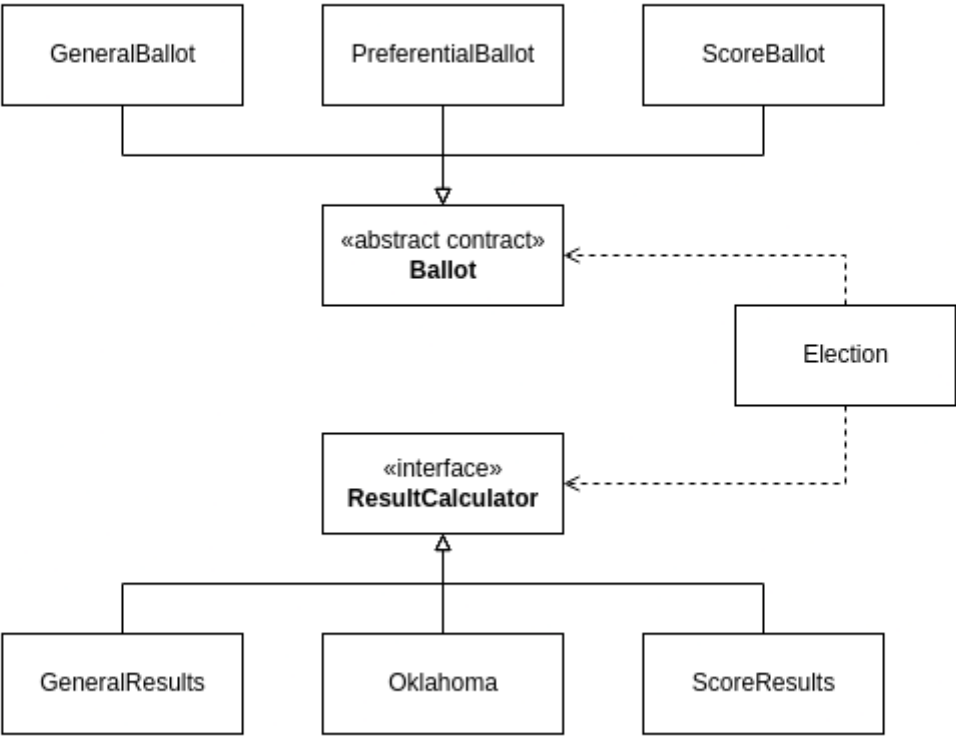 GeneralBallot
PreferentialBallot
ScoreBallot
«abstract contract»
Ballot
Election
«interface»
ResultCalculator
GeneralResults
Oklahoma
ScoreResults